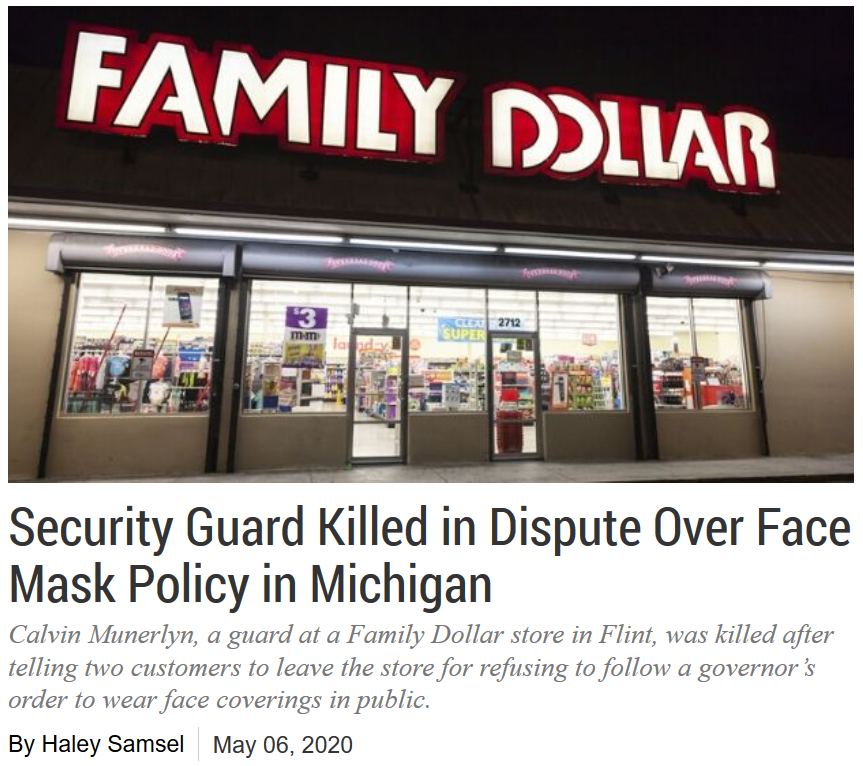 FAMILY DOLLAR
$3
m&m's
CLEAN
SUPER
2712
Security Guard Killed in Dispute Over Face
Mask Policy in Michigan
Calvin Munerlyn, a guard at a Family Dollar store in Flint, was killed after
telling two customers to leave the store for refusing to follow a governor’s
order to wear face coverings in public.
By Haley Samsel
May 06, 2020